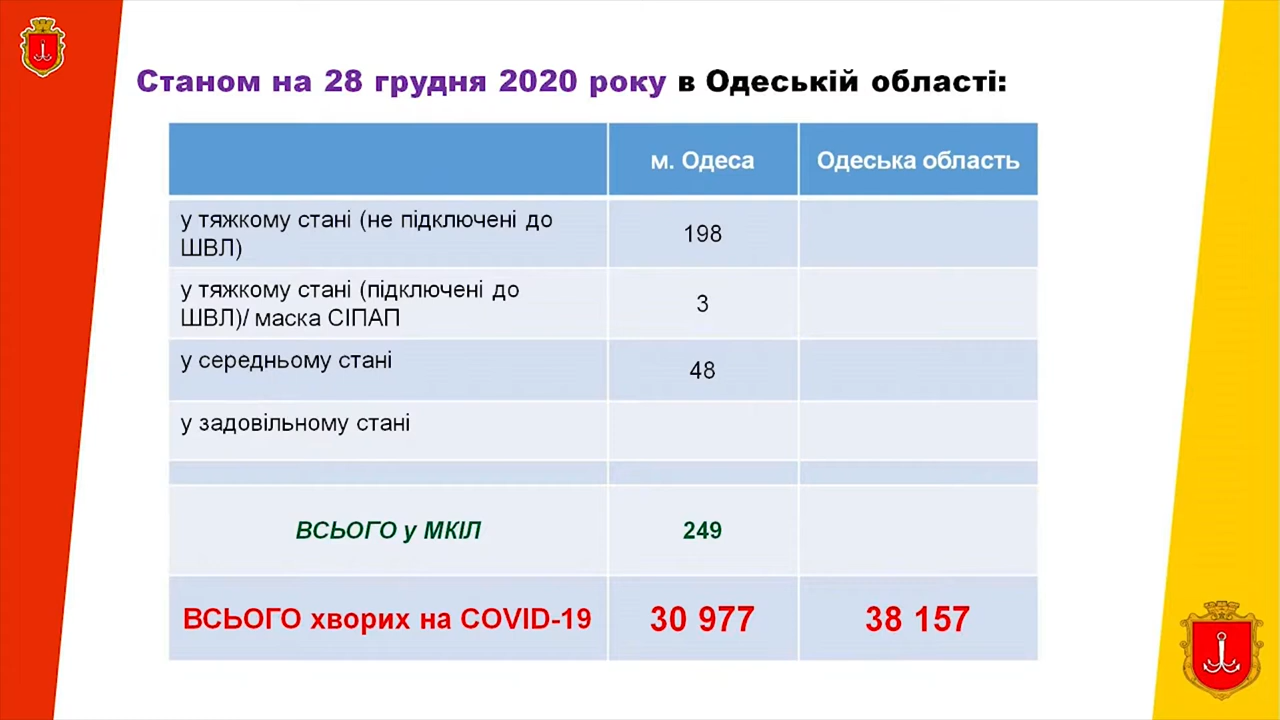 Станом на 28 грудня 2020 року в Одеській області:
м. Одеса
Одеська область
у тяжкому стані (не підключені до
ШВЛ)
198
у тяжкому стані (підключені до
ШВЛ)/ маска СІПАП
3
у середньому стані
48
у задовільному стані
ВСЬОГО у МКІЛ
249
ВСЬОГО хворих на COVID-19
30 977
38 157